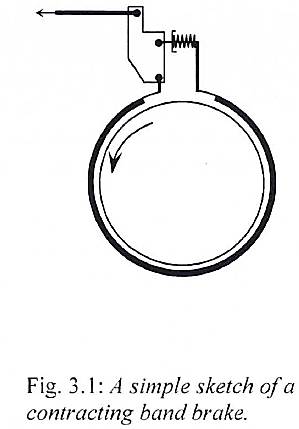 Fig. 3.1: A simple sketch of a
contracting band brake.